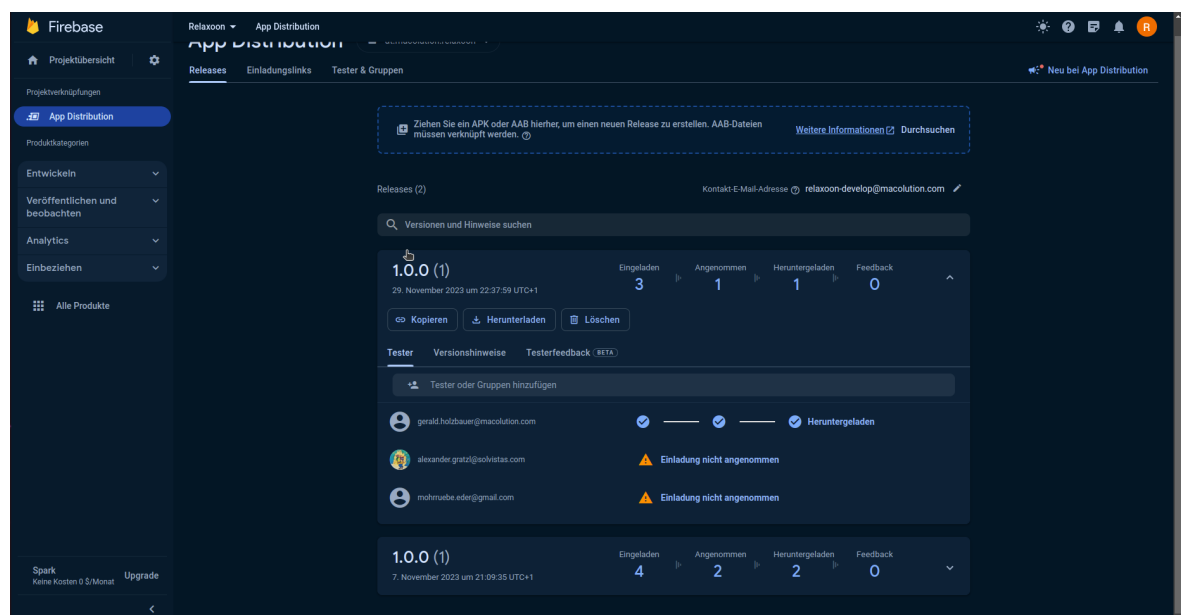 Firebase
Relaxoon
App Distribution
R
App Distribution
Projektübersicht
Releases
Einladungslinks
Tester & Gruppen
Neu bei App Distribution
Projektverknüpfungen
App Distribution
Produktkategorien
Entwickeln
Veröffentlichen und
beobachten
Analytics
Einbeziehen
Alle Produkte
Spark
Keine Kosten 0 $/Monat
Upgrade
Ziehen Sie ein APK oder AAB hierher, um einen neuen Release zu erstellen. AAB-Dateien
müssen verknüpft werden.
Weitere Informationen
Durchsuchen
Releases (2)
Kontakt-E-Mail-Adresse
relaxoon-develop@macolution.com
Versionen und Hinweise suchen
1.0.0 (1)
29. November 2023 um 22:37:59 UTC+1
Eingeladen
3
Angenommen
1
Heruntergeladen
1
Feedback
0
Kopieren
Herunterladen
Löschen
Tester
Versionshinweise
Testerfeedback BETA
Tester oder Gruppen hinzufügen
gerald.holzbauer@macolution.com
Heruntergeladen
alexander.gratzl@solvistas.com
Einladung nicht angenommen
mohrruebe.eder@gmail.com
Einladung nicht angenommen
1.0.0 (1)
7. November 2023 um 21:09:35 UTC+1
Eingeladen
4
Angenommen
2
Heruntergeladen
2
Feedback
0